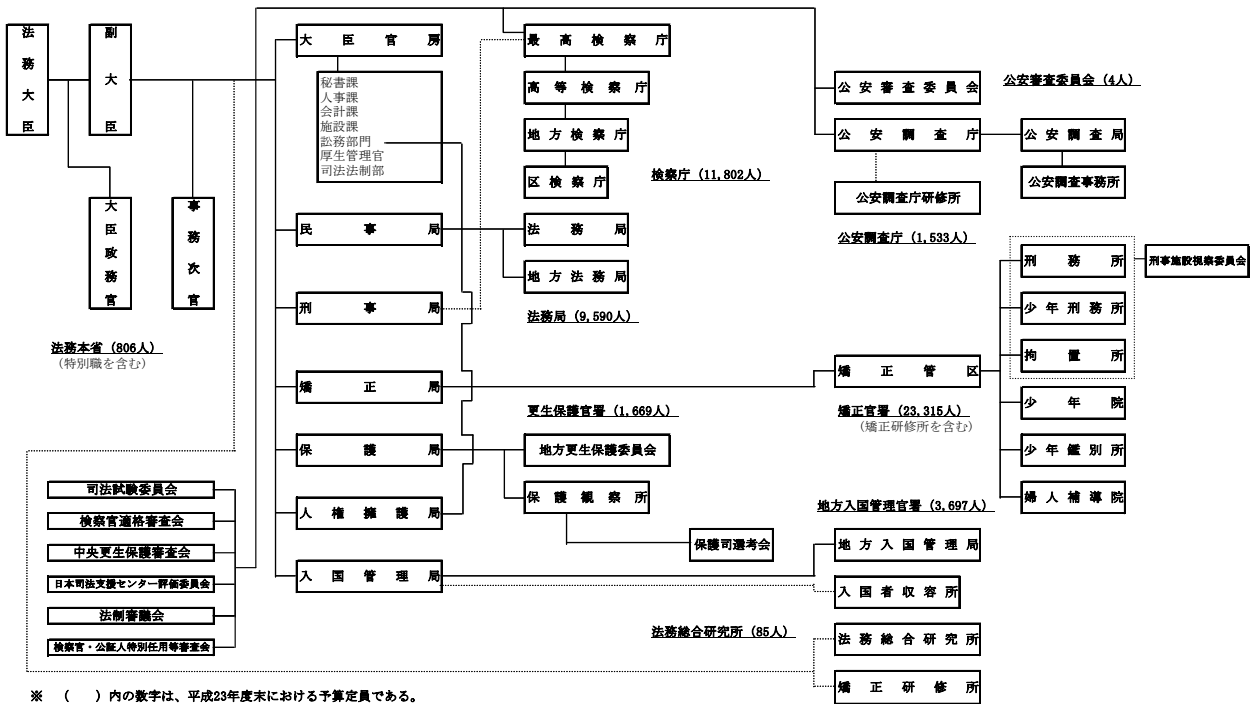 法務大臣
副大臣
大臣政務官
事務次官
法務本省（806人）
（特別職を含む）
司法試験委員会
検察官適格審査会
中央更生保護審査会
日本司法支援センター評価委員会
法制審議会
検察官・公証人特別任用等審査会
大臣官房
秘書課
人事課
会計課
施設課
訟務部門
厚生管理官
司法法制部
民事局
刑事局
矯正局
保護局
人権擁護局
入国管理局
最高検察庁
高等検察庁
地方検察庁
区検察庁
検察庁（11,802人）
法務局
地方法務局
法務局（9,590人）
更生保護官署（1,669人）
地方更生保護委員会
保護観察所
保護司選考会
公安審査委員会
公安審査委員会（4人）
公安調査庁
公安調査局
公安調査庁研修所
公安調査事務所
公安調査庁（1,533人）
刑務所
刑事施設視察委員会
少年刑務所
拘置所
矯正管区
矯正官署（23,315人）
（矯正研修所を含む）
少年院
少年鑑別所
婦人補導院
地方入国管理官署（3,697人）
地方入国管理局
入国者収容所
法務総合研究所（85人）
法務総合研究所
矯正研修所
※　（　　）内の数字は、平成23年度末における予算定員である。